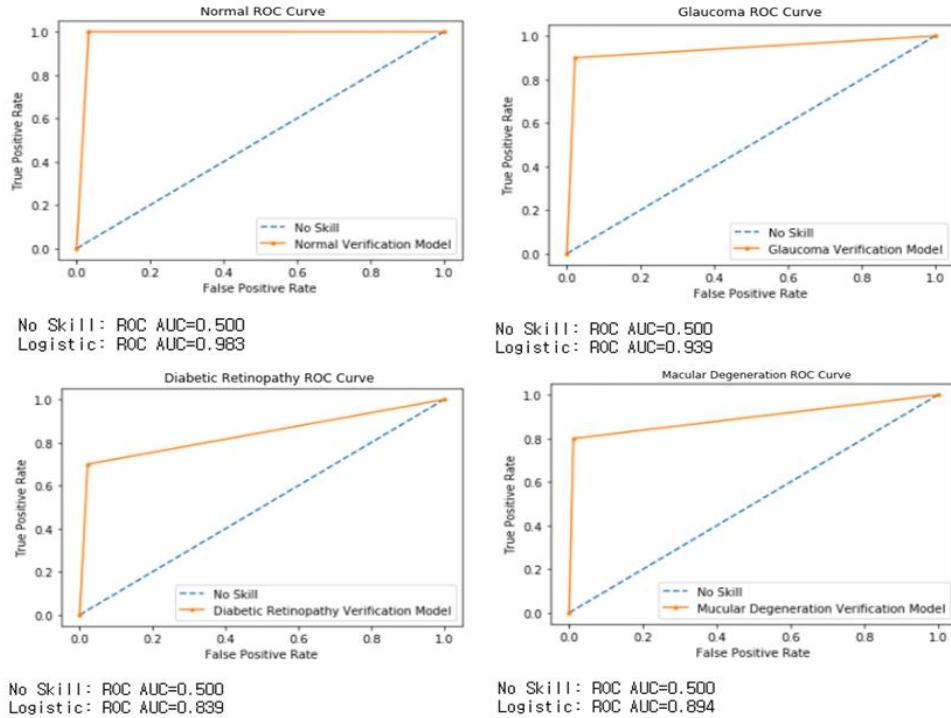 Normal ROC Curve
1.0
0.8
0.6
0.4
0.2
0.0
True Positive Rate
No Skill
Normal Verification Model
0.0 0.2 0.4 0.6 0.8 1.0
False Positive Rate
No Skill: ROC AUC=0.500
Logistic: ROC AUC=0.983
Glaucoma ROC Curve
1.0
0.8
0.6
0.4
0.2
0.0
True Positive Rate
No Skill
Glaucoma Verification Model
0.0 0.2 0.4 0.6 0.8 1.0
False Positive Rate
No Skill: ROC AUC=0.500
Logistic: ROC AUC=0.939
Diabetic Retinopathy ROC Curve
1.0
0.8
0.6
0.4
0.2
0.0
True Positive Rate
No Skill
Diabetic Retinopathy Verification Model
0.0 0.2 0.4 0.6 0.8 1.0
False Positive Rate
No Skill: ROC AUC=0.500
Logistic: ROC AUC=0.839
Macular Degeneration ROC Curve
1.0
0.8
0.6
0.4
0.2
0.0
True Positive Rate
No Skill
Mucular Degeneration Verification Model
0.0 0.2 0.4 0.6 0.8 1.0
False Positive Rate
No Skill: ROC AUC=0.500
Logistic: ROC AUC=0.894